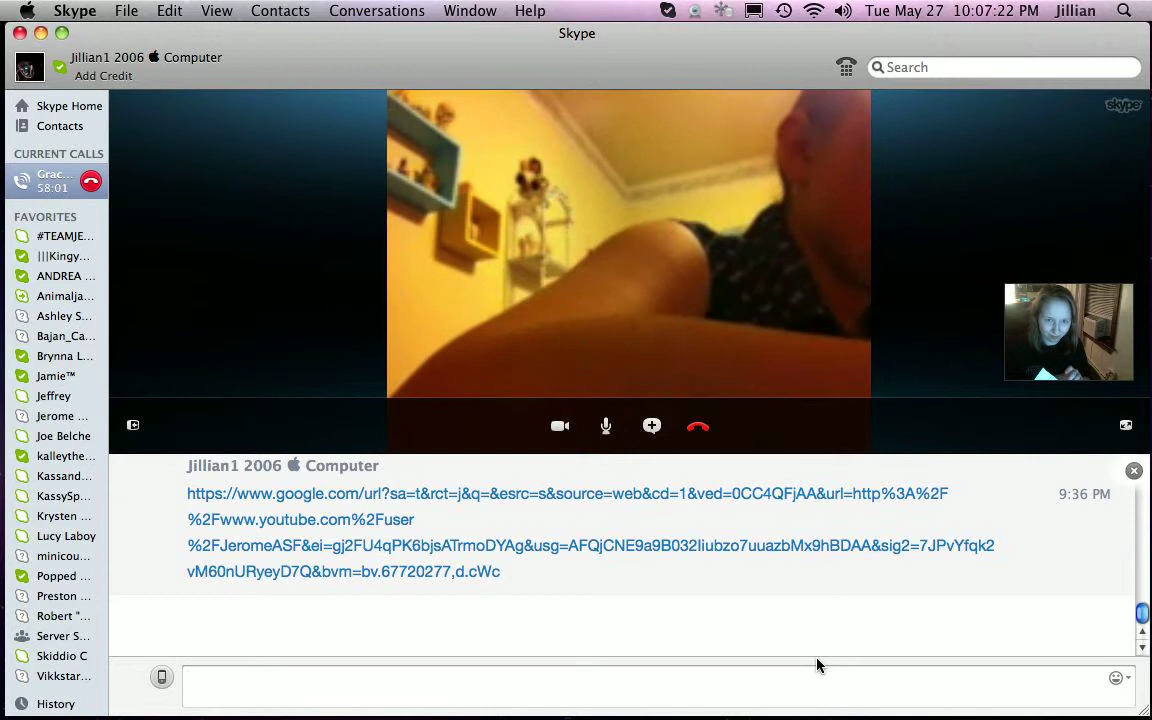 Skype File Edit View Contacts Conversations Window Help Tue May 27 10:07:22 PM Jillian
Skype
Jillian1 2006  Computer
Add Credit
Search
Skype Home
Contacts
skype
CURRENT CALLS
Grac...
58:01
FAVORITES
#TEAMJE...
|||Kingy...
ANDREA ...
Animalja...
Ashley S...
Bajan_Ca...
Brynna L...
Jamie™
Jeffrey
Jerome ...
Joe Belche
kalleythe...
Kassand...
KassySp...
Krysten ...
Lucy Laboy
minicou...
Popped ...
Preston ...
Robert "...
Server S...
Skiddio C
Vikkstar...
History
Jillian1 2006  Computer
https://www.google.com/url?sa=t&rct=j&q=&esrc=s&source=web&cd=1&ved=0CC4QFjAA&url=http%3A%2F 9:36 PM
%2Fwww.youtube.com%2Fuser
%2FJeromeASF&ei=gj2FU4qPK6bjsATrmoDYAg&usg=AFQjCNE9a9B032Iiubzo7uuazbMx9hBDAA&sig2=7JPvYfqk2
vM60nURyeyD7Q&bvm=bv.67720277,d.cWc